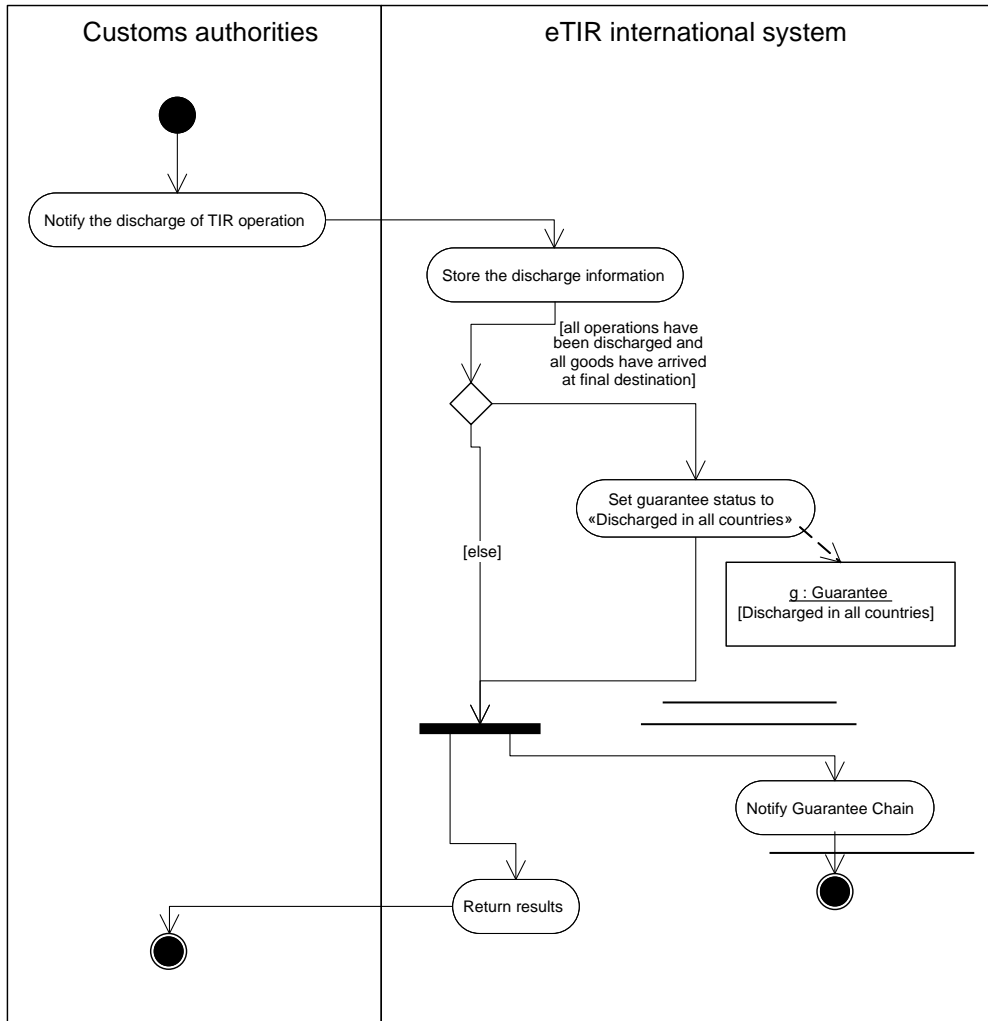 Customs authorities
eTIR international system
Notify the discharge of TIR operation
Store the discharge information
[all operations have
been discharged and
all goods have arrived
at final destination]
Set guarantee status to
«Discharged in all countries»
[else]
g : Guarantee
[Discharged in all countries]
Notify Guarantee Chain
Return results